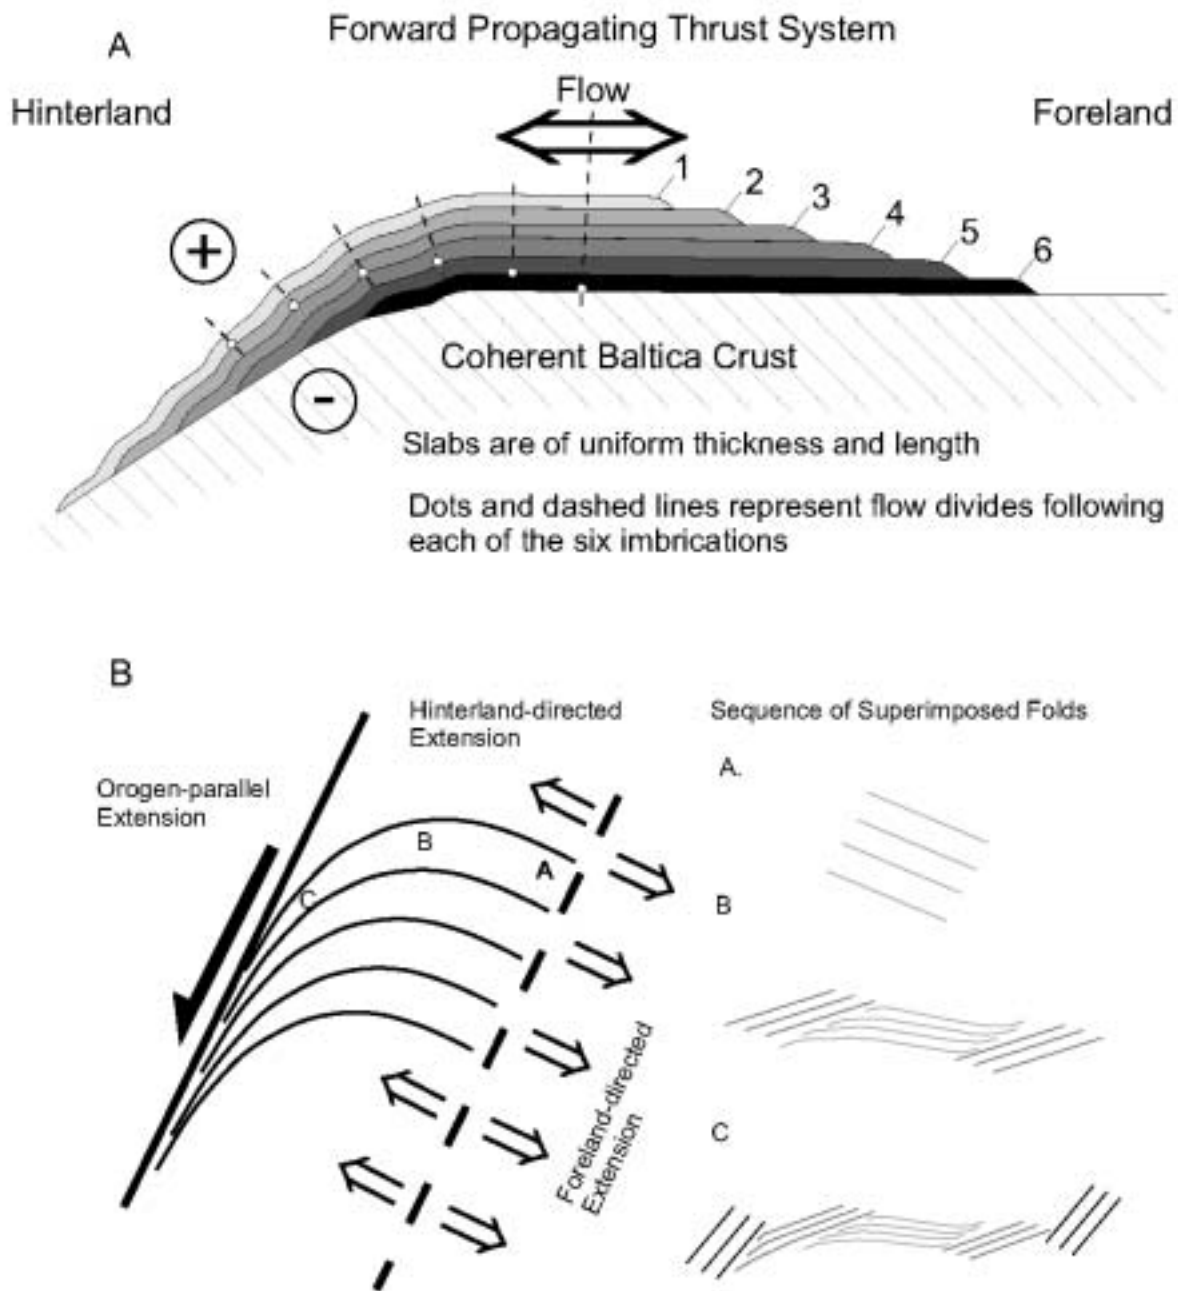 A
Forward Propagating Thrust System
Hinterland
Flow
Foreland
1
2
3
4
5
6
+
-
Coherent Baltica Crust
Slabs are of uniform thickness and length
Dots and dashed lines represent flow divides following
each of the six imbrications
B
Hinterland-directed
Extension
Sequence of Superimposed Folds
Orogen-parallel
Extension
A.
B
A
C
B
Foreland-directed
Extension
C